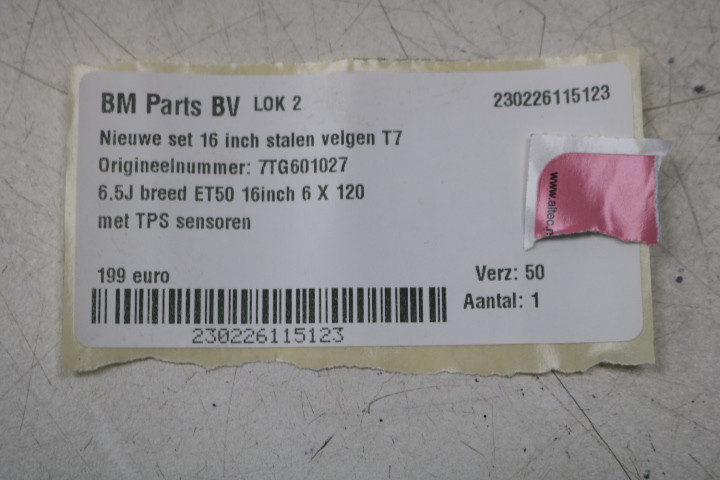 BM Parts BV LOK 2
230226115123
Nieuwe set 16 inch stalen velgen T7
Origineelnummer: 7TG601027
6.5J breed ET50 16inch 6 X 120
met TPS sensoren
199 euro
Verz: 50
Aantal: 1
230226115123